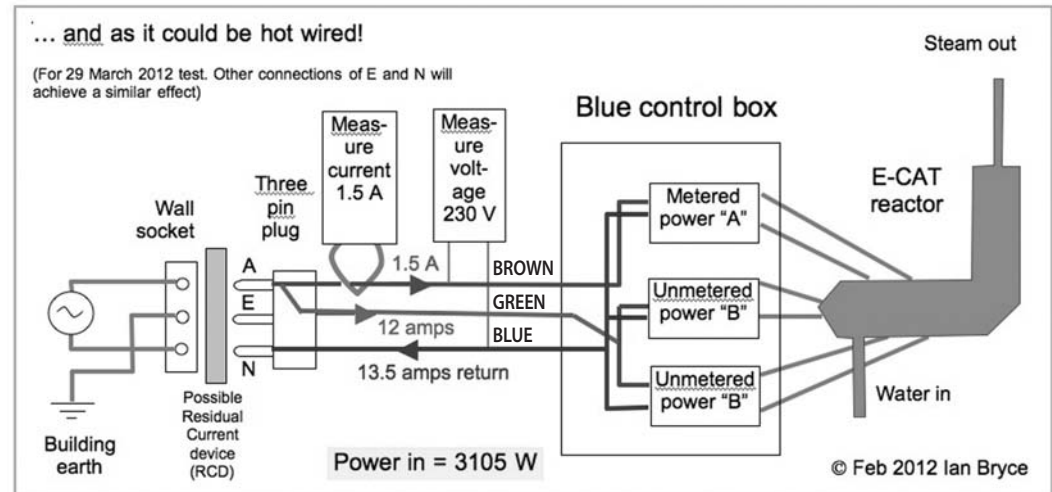 ... and as it could be hot wired!
(For 29 March 2012 test. Other connections of E and N will
achieve a similar effect)
Steam out
Blue control box
Meas-
ure
current
1.5 A
Meas-
ure
volt-
age
230 V
Three
pin
plug
Wall
socket
Metered
power "A"
E-CAT
reactor
A
1.5 A
BROWN
E
GREEN
12 amps
Unmetered
power "B"
BLUE
N
13.5 amps return
Unmetered
power "B"
Water in
Possible
Residual
Current
device
(RCD)
Building
earth
Power in = 3105 W
© Feb 2012 Ian Bryce